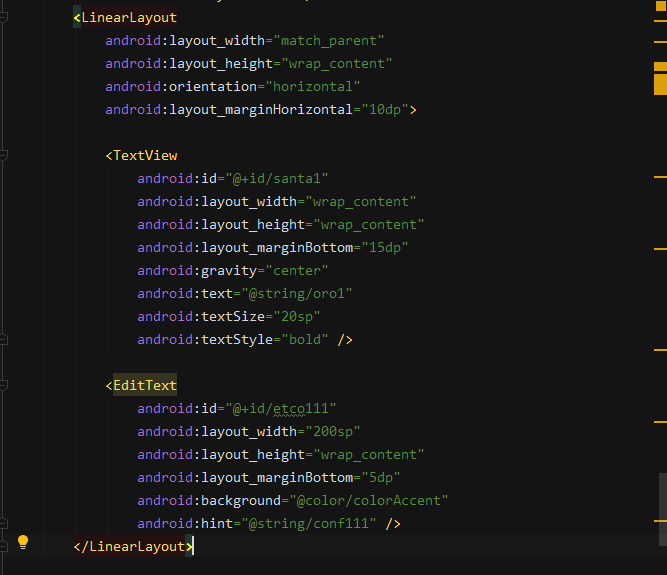 <LinearLayout
android:layout_width="match_parent"
android:layout_height="wrap_content"
android:orientation="horizontal"
android:layout_marginHorizontal="10dp">
<TextView
android:id="@+id/santa1"
android:layout_width="wrap_content"
android:layout_height="wrap_content"
android:layout_marginBottom="15dp"
android:gravity="center"
android:text="@string/oro1"
android:textSize="20sp"
android:textStyle="bold" />
<EditText
android:id="@+id/etco111"
android:layout_width="200sp"
android:layout_height="wrap_content"
android:layout_marginBottom="5dp"
android:background="@color/colorAccent"
android:hint="@string/conf111" />
</LinearLayout>